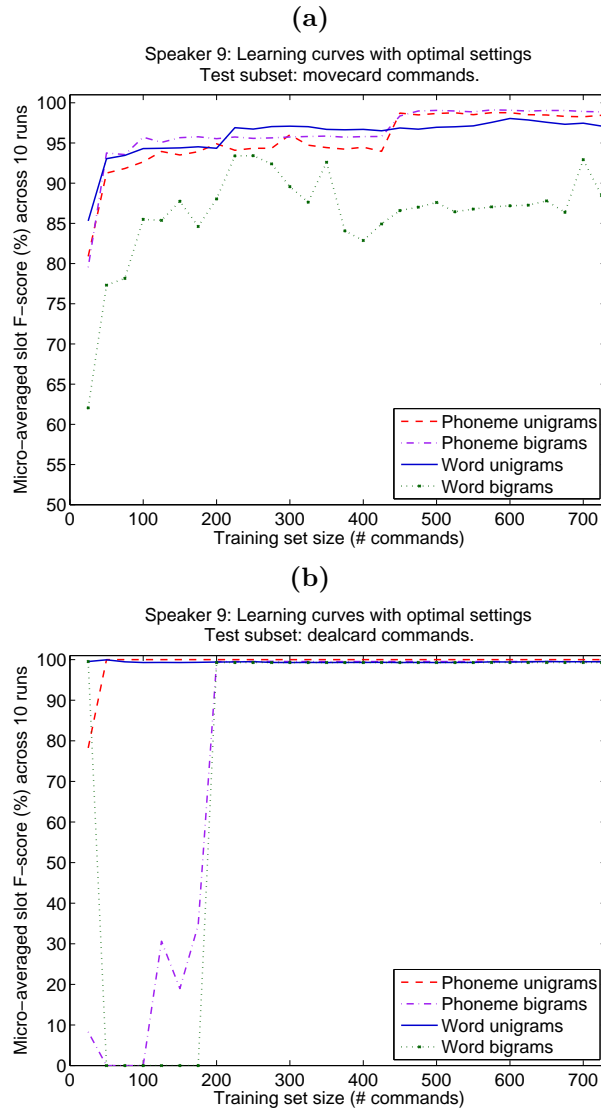 (a)
Speaker 9: Learning curves with optimal settings
Test subset: movecard commands.
Micro−averaged slot F−score (%) across 10 runs
100
95
90
85
80
75
70
65
60
55
50
Phoneme unigrams
Phoneme bigrams
Word unigrams
Word bigrams
0 100 200 300 400 500 600 700
Training set size (# commands)
(b)
Speaker 9: Learning curves with optimal settings
Test subset: dealcard commands.
Micro−averaged slot F−score (%) across 10 runs
100
90
80
70
60
50
40
30
20
10
0
Phoneme unigrams
Phoneme bigrams
Word unigrams
Word bigrams
0 100 200 300 400 500 600 700
Training set size (# commands)